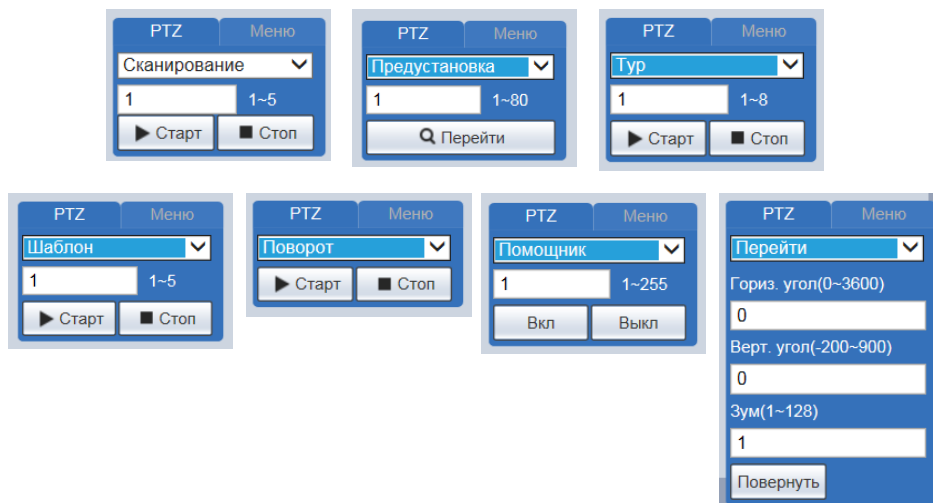 PTZ Меню
Сканирование
1 1~5
Старт Стоп
PTZ Меню
Предустановка
1 1~80
Перейти
PTZ Меню
Тур
1 1~8
Старт Стоп
PTZ Меню
Шаблон
1 1~5
Старт Стоп
PTZ Меню
Поворот
Старт Стоп
PTZ Меню
Помощник
1 1~255
Вкл Выкл
PTZ Меню
Перейти
Гориз. угол(0~3600)
0
Верт. угол(-200~900)
0
Зум(1~128)
1
Повернуть